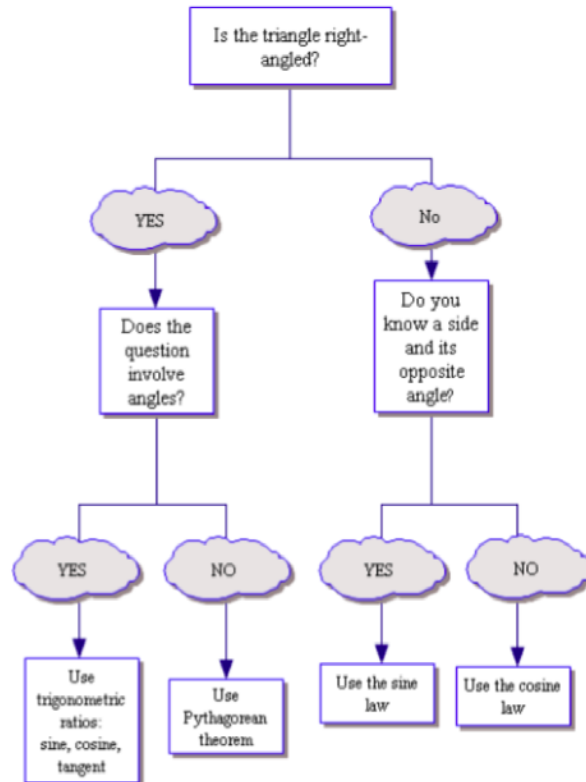 Is the triangle right-
angled?
YES
No
Does the
question
involve
angles?
Do you
know a side
and its
opposite
angle?
YES
NO
YES
NO
Use
trigonometric
ratios:
sine, cosine,
tangent
Use
Pythagorean
theorem
Use the sine
law
Use the cosine
law